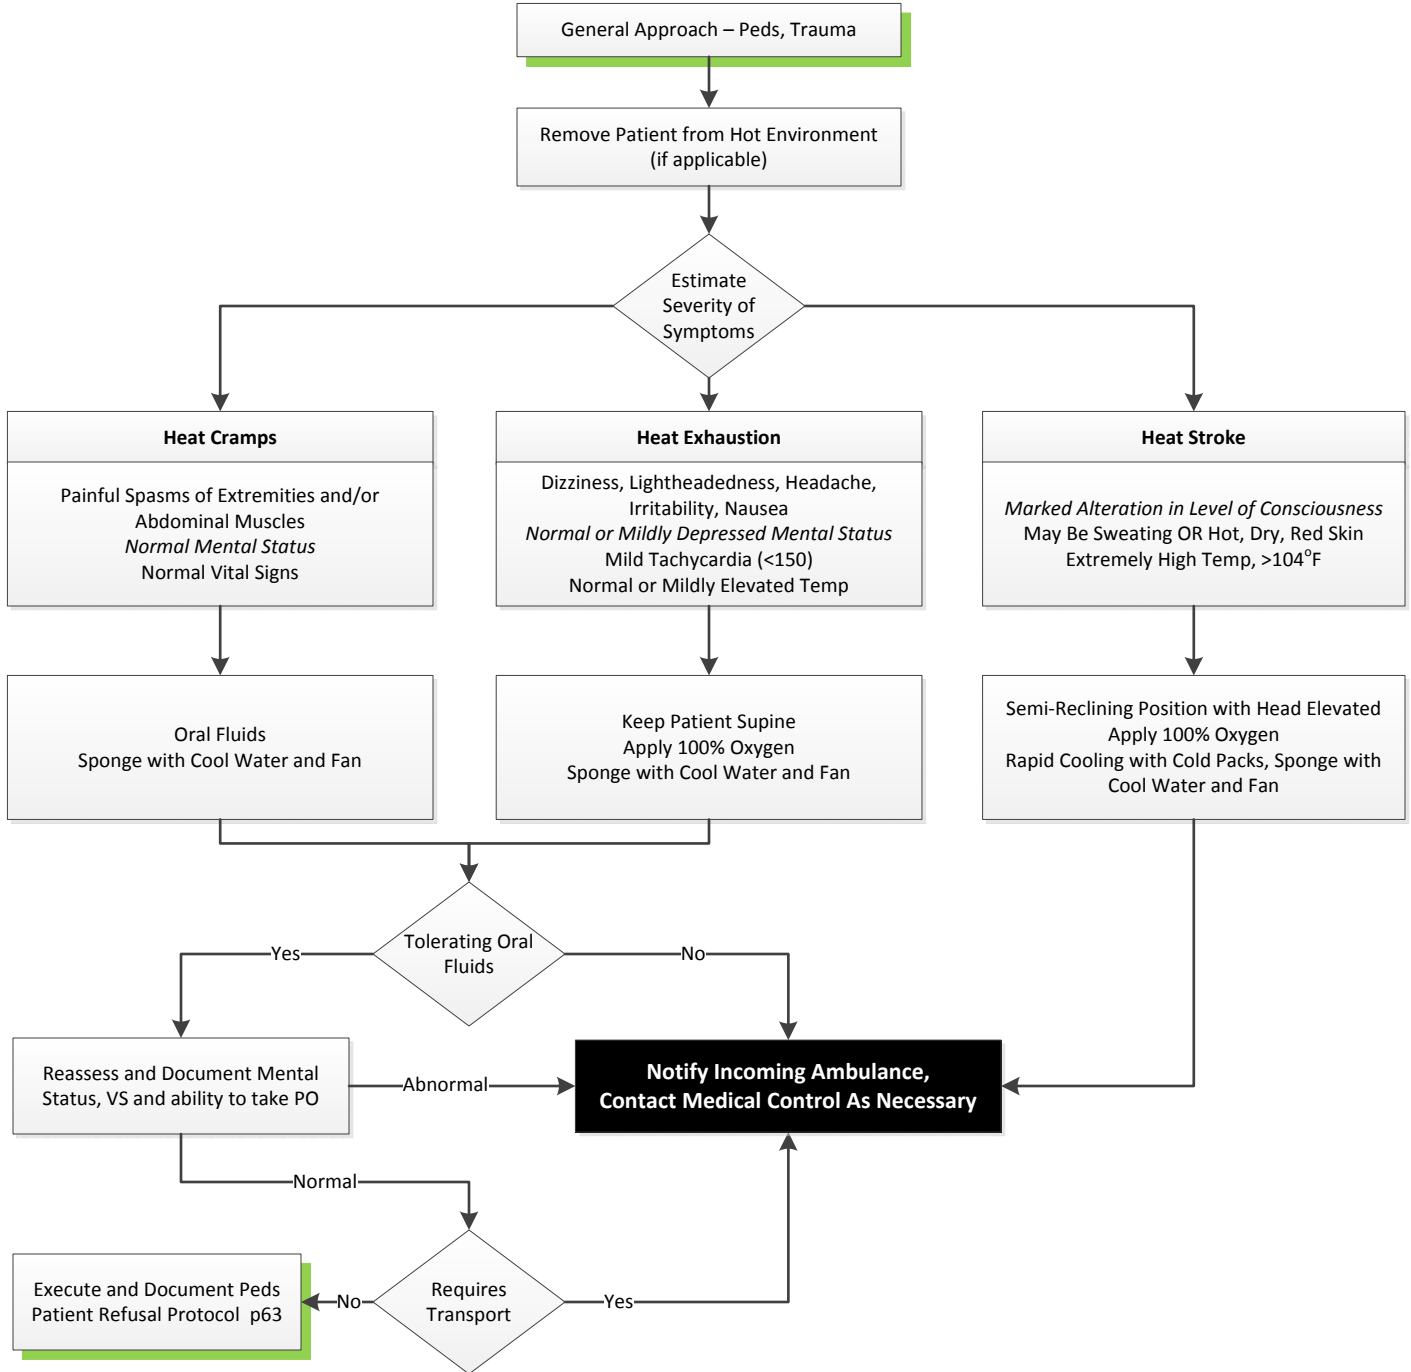 General Approach – Peds, Trauma
Remove Patient from Hot Environment
(if applicable)
Estimate
Severity of
Symptoms
Heat Cramps
Painful Spasms of Extremities and/or
Abdominal Muscles
Normal Mental Status
Normal Vital Signs
Heat Exhaustion
Dizziness, Lightheadedness, Headache,
Irritability, Nausea
Normal or Mildly Depressed Mental Status
Mild Tachycardia (<150)
Normal or Mildly Elevated Temp
Heat Stroke
Marked Alteration in Level of Consciousness
May Be Sweating OR Hot, Dry, Red Skin
Extremely High Temp, >104°F
Oral Fluids
Sponge with Cool Water and Fan
Keep Patient Supine
Apply 100% Oxygen
Sponge with Cool Water and Fan
Semi-Reclining Position with Head Elevated
Apply 100% Oxygen
Rapid Cooling with Cold Packs, Sponge with
Cool Water and Fan
Tolerating Oral
Fluids
Yes
No
Reassess and Document Mental
Status, VS and ability to take PO
Abnormal
Notify Incoming Ambulance,
Contact Medical Control As Necessary
Normal
Requires
Transport
No
Yes
Execute and Document Peds
Patient Refusal Protocol p63